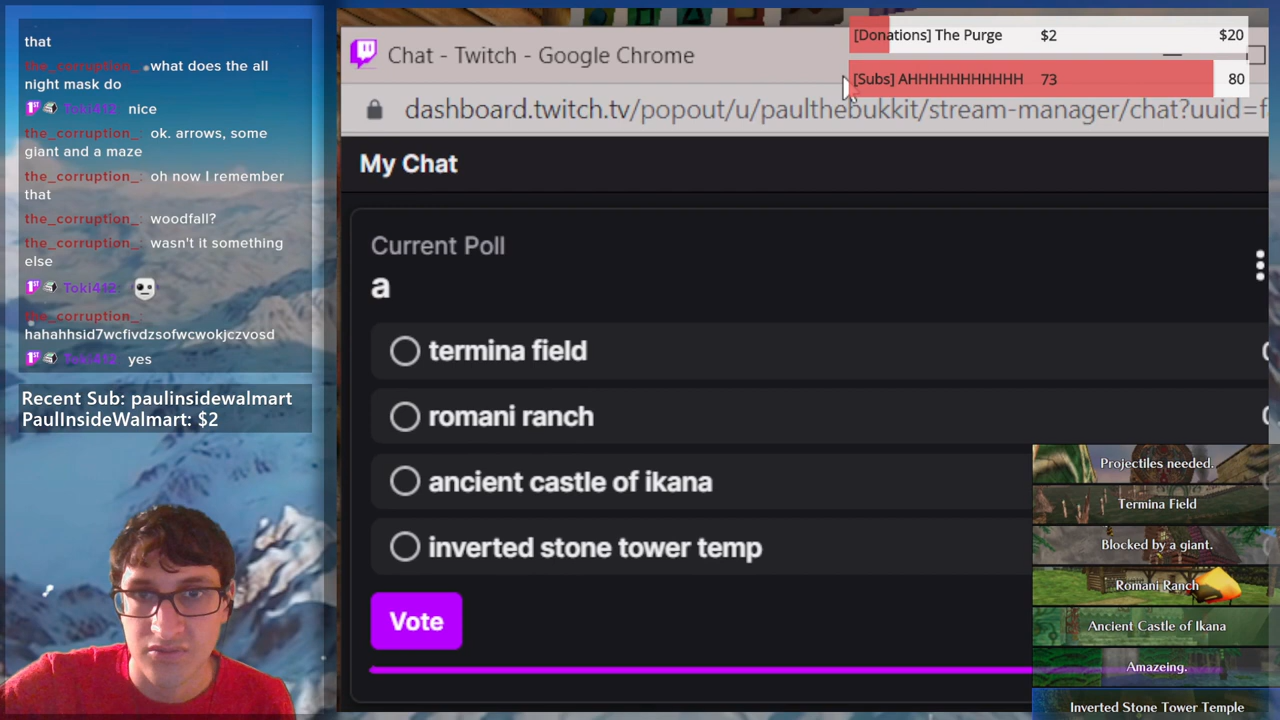 that
the_corruption_: what does the all
night mask do
Toki412: nice
the_corruption_: ok. arrows, some
giant and a maze
the_corruption_: oh now I remember
that
the_corruption_: woodfall?
the_corruption_: wasn't it something
else
Toki412:
the_corruption_:
hahahhsid7wcfivdzsofwcwokjczvosd
Toki412: yes
Recent Sub: paulinsidewalmart
PaulInsideWalmart: $2
Chat - Twitch - Google Chrome
[Donations] The Purge $2 $20
[Subs] AHHHHHHHHHHH 73 80
dashboard.twitch.tv/popout/u/paulthebukkit/stream-manager/chat?uuid=f
My Chat
Current Poll
a
termina field
romani ranch
ancient castle of ikana
inverted stone tower temp
Vote
Projectiles needed.
Termina Field
Blocked by a giant.
Romani Ranch
Ancient Castle of Ikana
Amazeing.
Inverted Stone Tower Temple